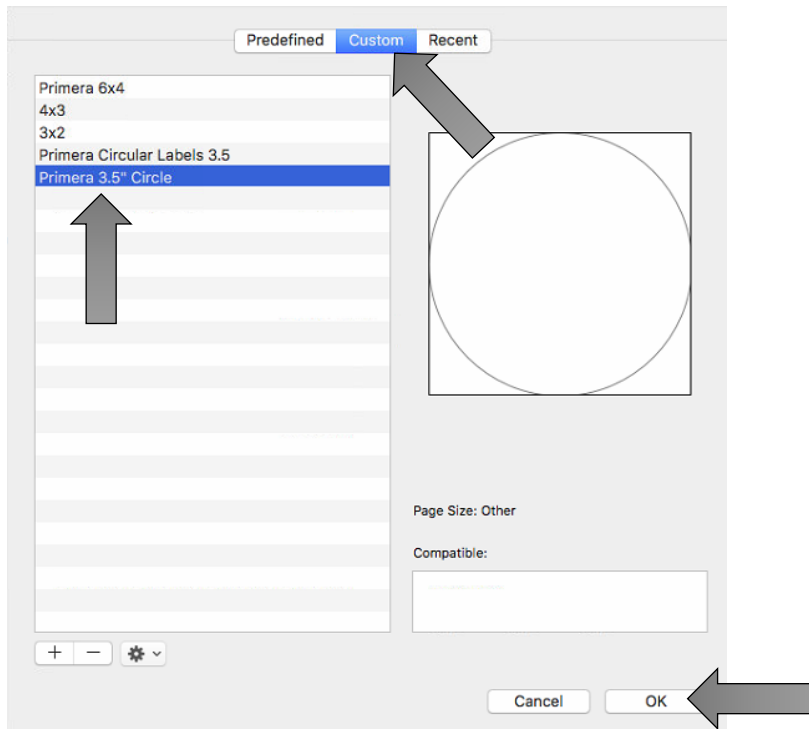 Predefined Custom Recent
Primera 6x4
4x3
3x2
Primera Circular Labels 3.5
Primera 3.5" Circle
Page Size: Other
Compatible:
Cancel OK